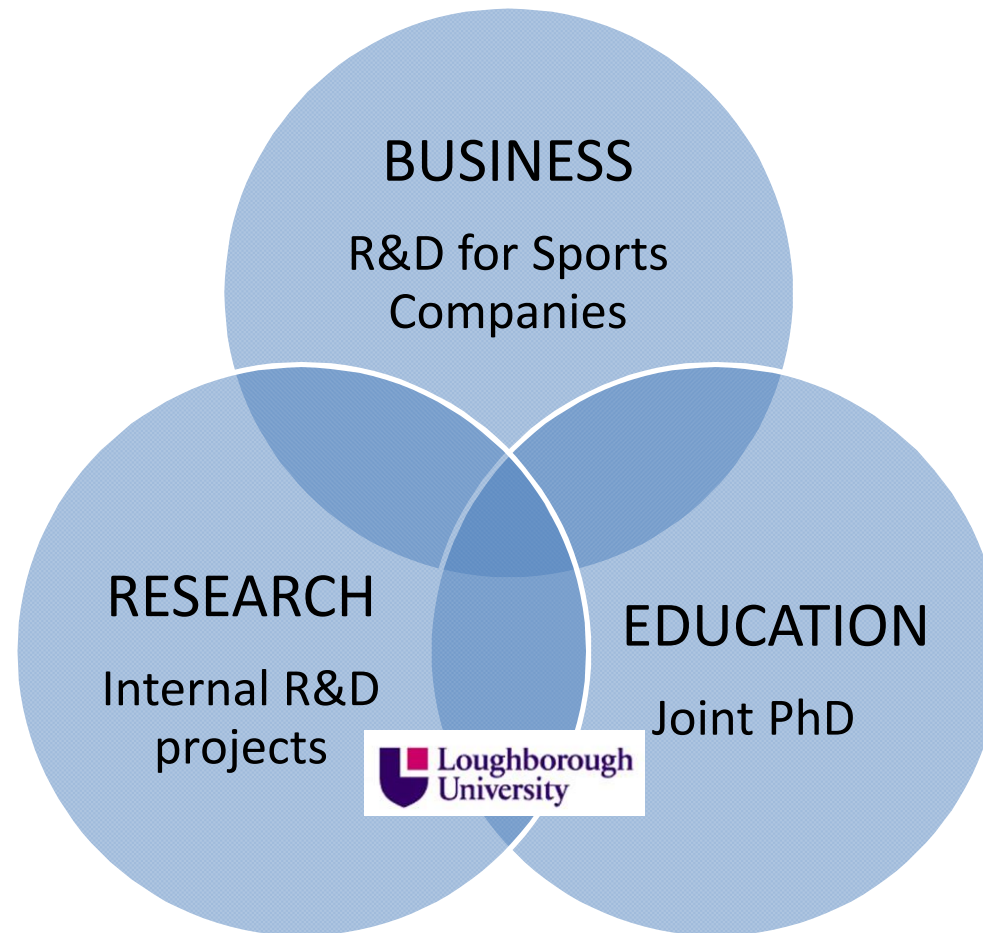 BUSINESS
R&D for Sports
Companies
RESEARCH
Internal R&D
projects
EDUCATION
Joint PhD
Loughborough
University